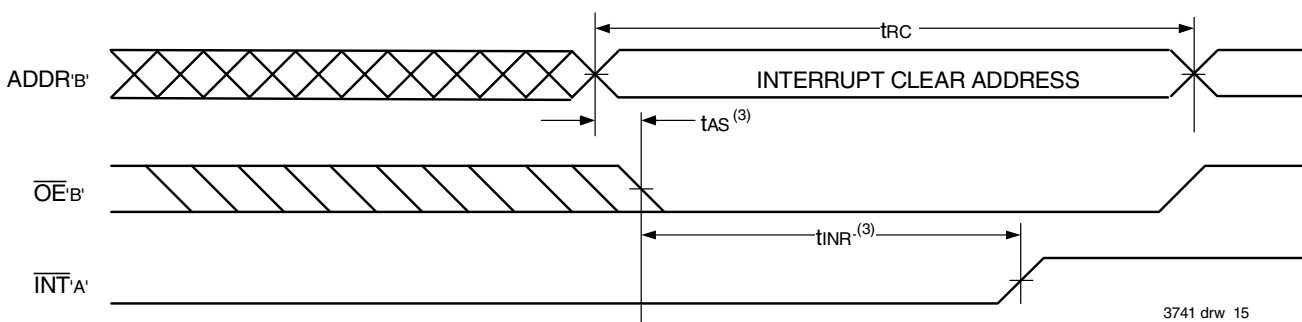 tRC
ADDR'B'
INTERRUPT CLEAR ADDRESS
tAS (3)
OE'B'
tINR (3)
INT'A'
3741 drw 15